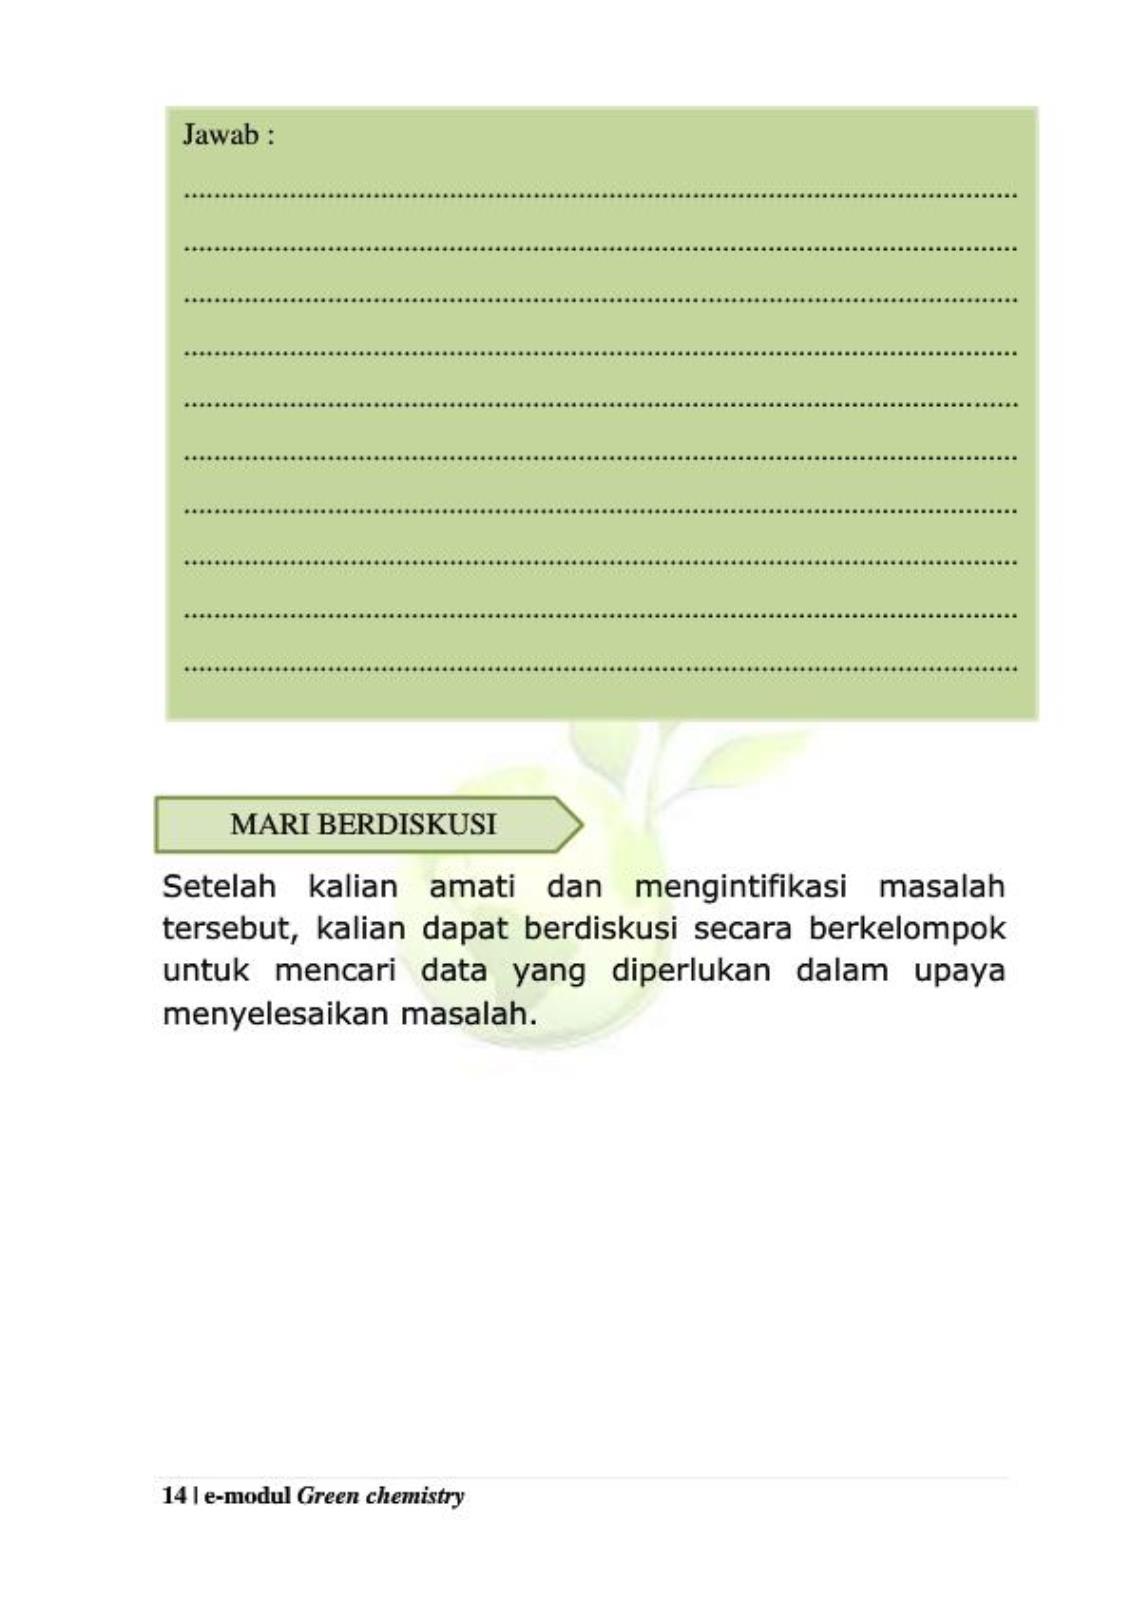 Jawab :
........................................................................................................
........................................................................................................
........................................................................................................
........................................................................................................
........................................................................................................
........................................................................................................
........................................................................................................
........................................................................................................
........................................................................................................
........................................................................................................
MARI BERDISKUSI
Setelah kalian amati dan mengintifikasi masalah
tersebut, kalian dapat berdiskusi secara berkelompok
untuk mencari data yang diperlukan dalam upaya
menyelesaikan masalah.
14 | e-modul Green chemistry